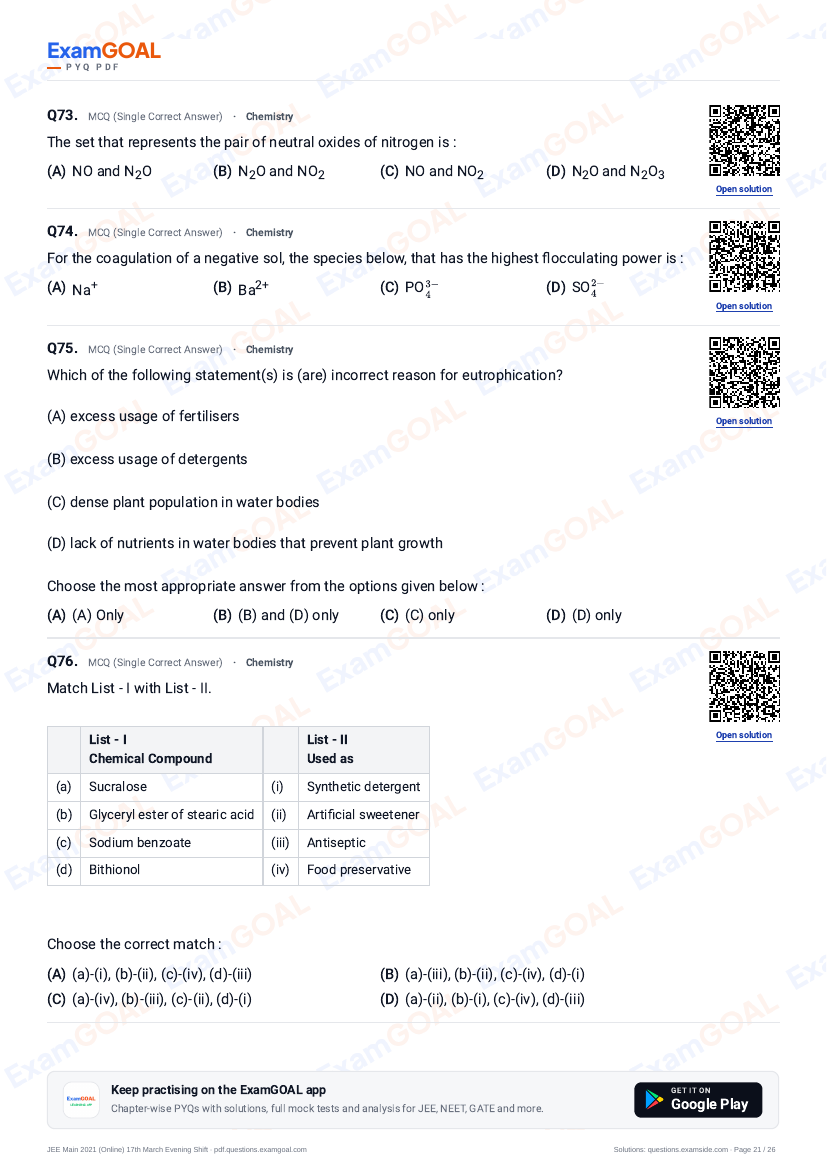 ExamGOAL
PYQ PDF
Q73. MCQ (Single Correct Answer) · Chemistry
The set that represents the pair of neutral oxides of nitrogen is :
(A) NO and N₂O (B) N₂O and NO₂ (C) NO and NO₂ (D) N₂O and N₂O₃
Open solution
Q74. MCQ (Single Correct Answer) · Chemistry
For the coagulation of a negative sol, the species below, that has the highest flocculating power is :
(A) Na⁺ (B) Ba²⁺ (C) PO₄³⁻ (D) SO₄²⁻
Open solution
Q75. MCQ (Single Correct Answer) · Chemistry
Which of the following statement(s) is (are) incorrect reason for eutrophication?
(A) excess usage of fertilisers
Open solution
(B) excess usage of detergents
(C) dense plant population in water bodies
(D) lack of nutrients in water bodies that prevent plant growth
Choose the most appropriate answer from the options given below :
(A) (A) Only (B) (B) and (D) only (C) (C) only (D) (D) only
Q76. MCQ (Single Correct Answer) · Chemistry
Match List - I with List - II.
Open solution
List - I List - II
Chemical Compound Used as
(a) Sucralose (i) Synthetic detergent
(b) Glyceryl ester of stearic acid (ii) Artificial sweetener
(c) Sodium benzoate (iii) Antiseptic
(d) Bithionol (iv) Food preservative
Choose the correct match :
(A) (a)-(i), (b)-(ii), (c)-(iv), (d)-(iii) (B) (a)-(iii), (b)-(ii), (c)-(iv), (d)-(i)
(C) (a)-(iv), (b)-(iii), (c)-(ii), (d)-(i) (D) (a)-(ii), (b)-(i), (c)-(iv), (d)-(iii)
ExamGOAL
Keep practising on the ExamGOAL app
Chapter-wise PYQs with solutions, full mock tests and analysis for JEE, NEET, GATE and more.
GET IT ON
Google Play
JEE Main 2021 (Online) 17th March Evening Shift · pdf.questions.examgoal.com Solutions: questions.examside.com · Page 21 / 26